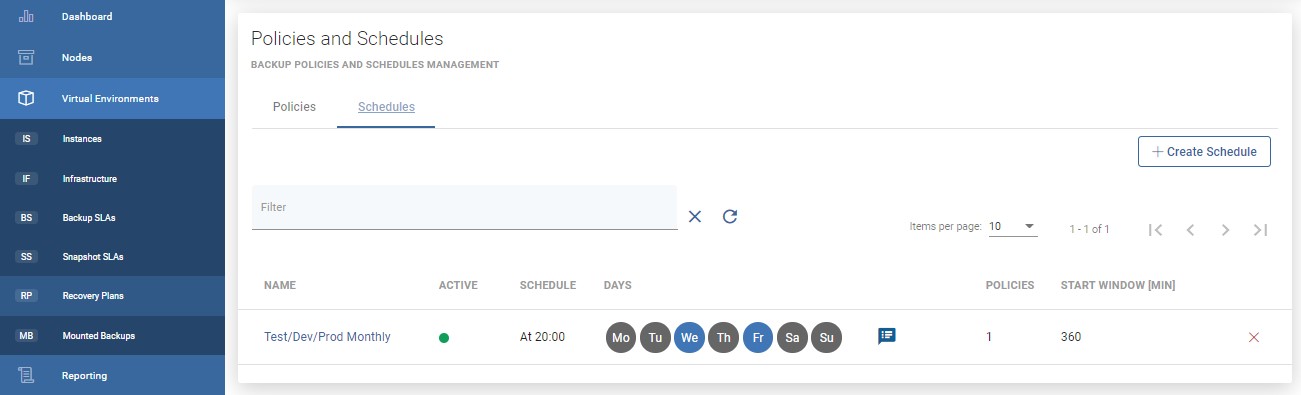 Dashboard
Nodes
Virtual Environments
IS Instances
IF Infrastructure
BS Backup SLAs
SS Snapshot SLAs
RP Recovery Plans
MB Mounted Backups
Reporting
Policies and Schedules
BACKUP POLICIES AND SCHEDULES MANAGEMENT
Policies Schedules
Create Schedule
Filter
Items per page: 10 1 - 1 of 1
NAME ACTIVE SCHEDULE DAYS POLICIES START WINDOW [MIN]
Test/Dev/Prod Monthly At 20:00 Mo Tu We Th Fr Sa Su 1 360